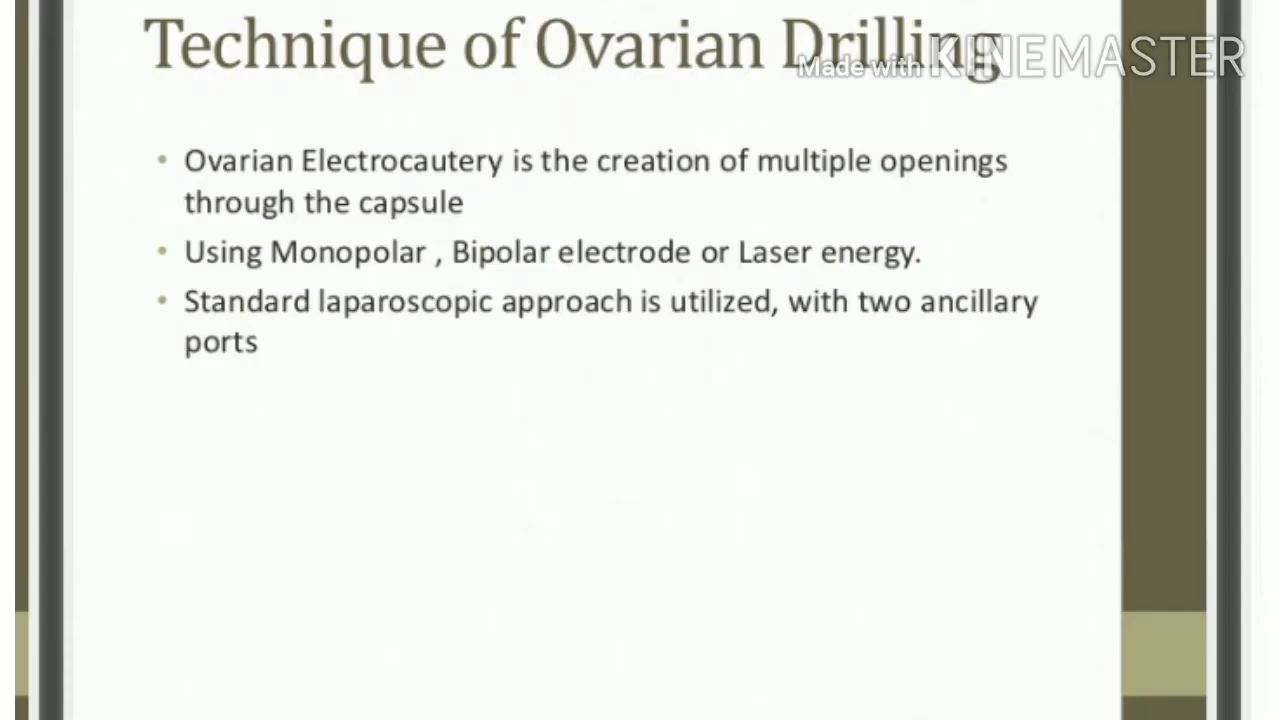 Technique of Ovarian Drilling
Made with KINEMASTER
• Ovarian Electrocautery is the creation of multiple openings
through the capsule
• Using Monopolar , Bipolar electrode or Laser energy.
• Standard laparoscopic approach is utilized, with two ancillary
ports